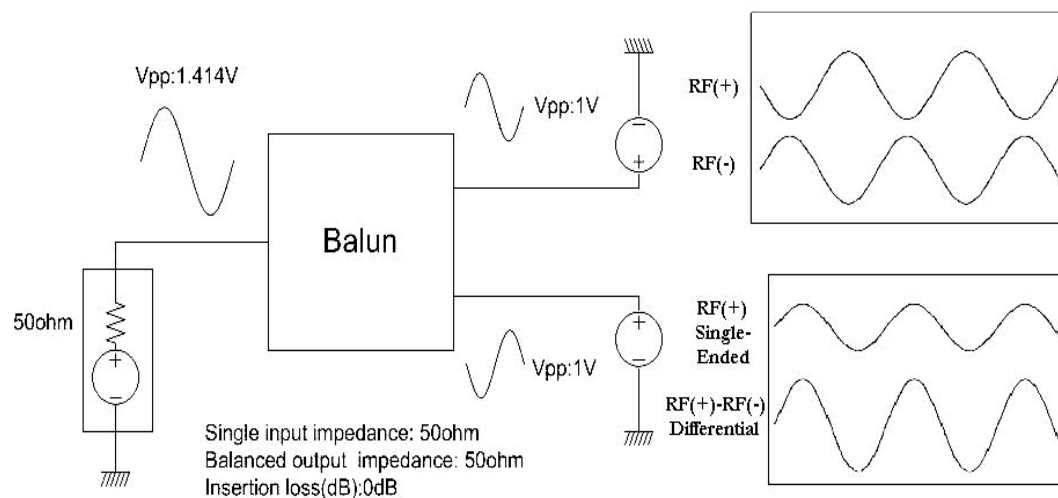 Vpp:1.414V
Vpp:1V
RF(+)
RF(-)
Balun
50ohm
Vpp:1V
RF(+)
Single-
Ended
RF(+)-RF(-)
Differential
Single input impedance: 50ohm
Balanced output impedance: 50ohm
Insertion loss(dB):0dB